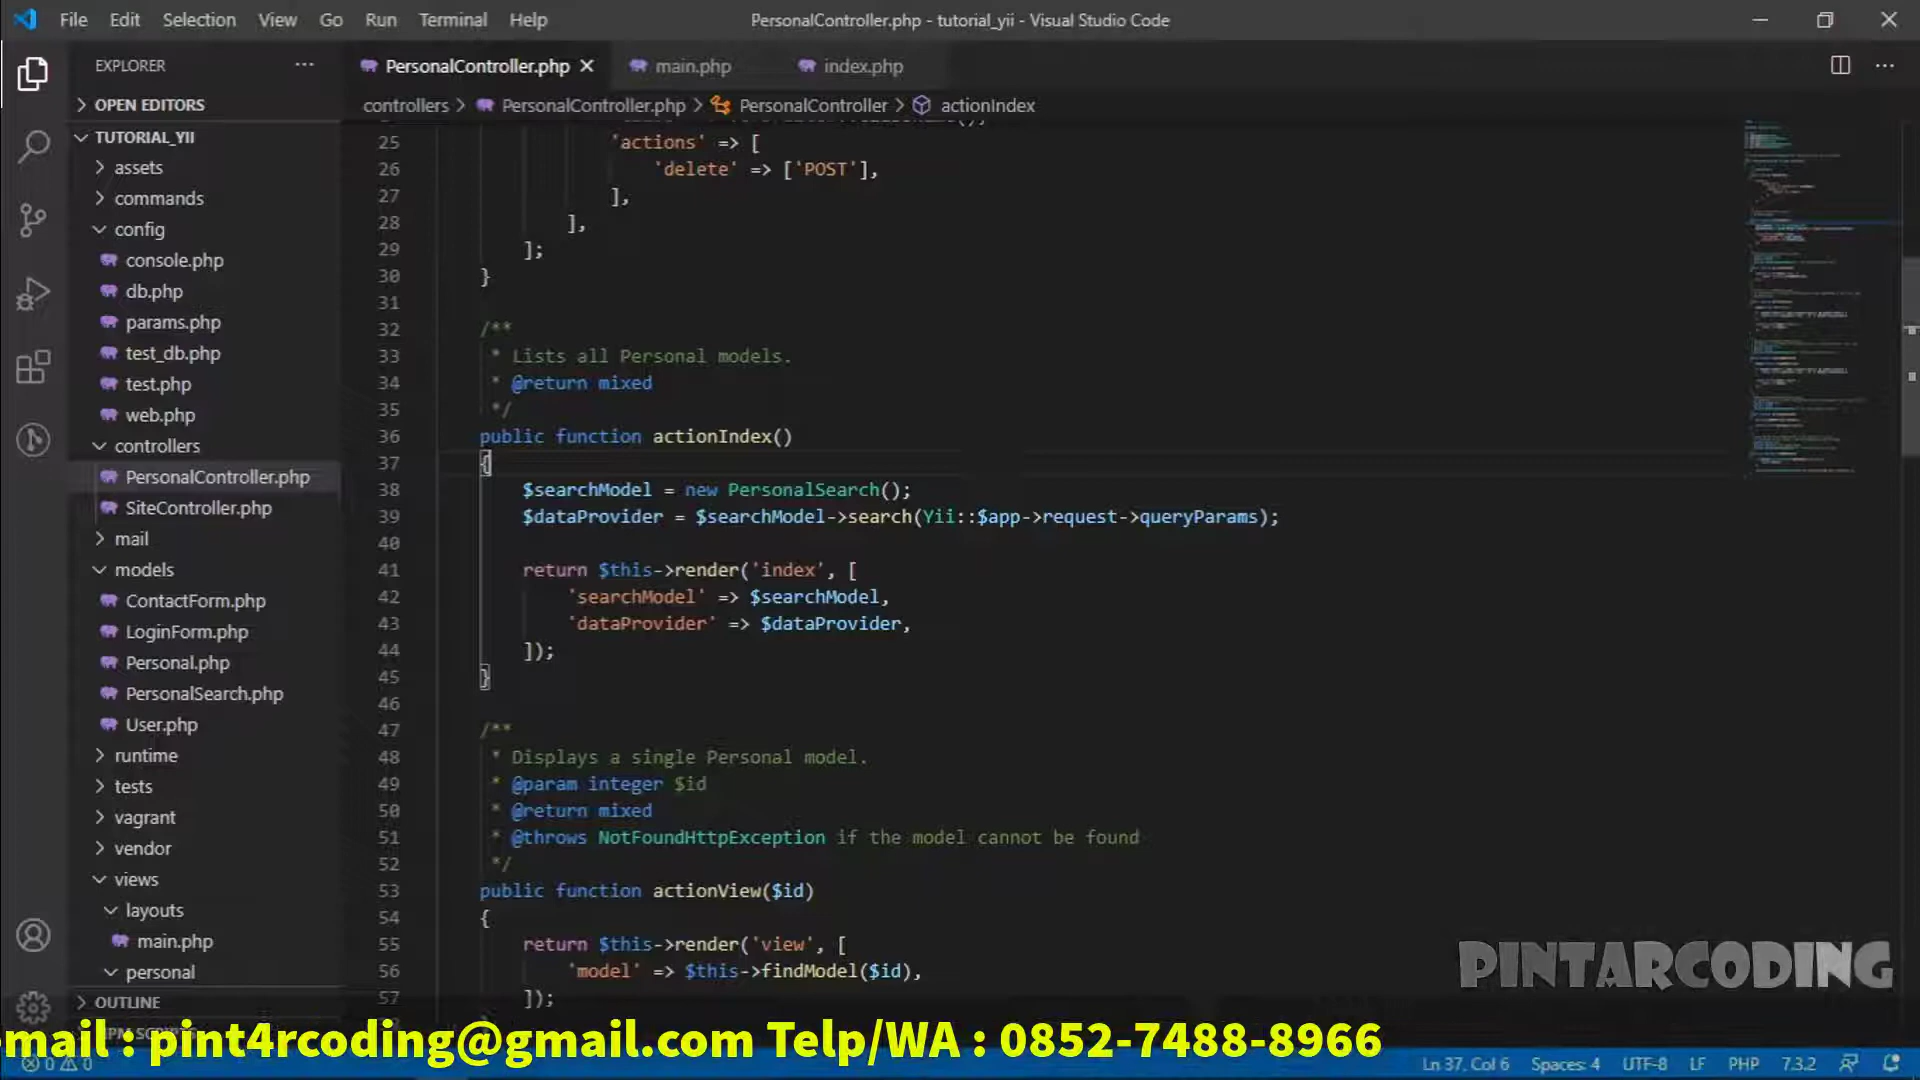 File Edit Selection View Go Run Terminal Help
PersonalController.php - tutorial_yii - Visual Studio Code
EXPLORER
PersonalController.php
main.php
index.php
OPEN EDITORS
controllers > PersonalController.php > PersonalController > actionIndex
TUTORIAL_YII
assets
commands
config
console.php
db.php
params.php
test_db.php
test.php
web.php
controllers
PersonalController.php
SiteController.php
mail
models
ContactForm.php
LoginForm.php
Personal.php
PersonalSearch.php
User.php
runtime
tests
vagrant
vendor
views
layouts
main.php
personal
OUTLINE
25 'actions' => [
26 'delete' => ['POST'],
27 ],
28 ],
29 ];
30 }
31
32 /**
33 * Lists all Personal models.
34 * @return mixed
35 */
36 public function actionIndex()
37 {
38 $searchModel = new PersonalSearch();
39 $dataProvider = $searchModel->search(Yii::$app->request->queryParams);
40
41 return $this->render('index', [
42 'searchModel' => $searchModel,
43 'dataProvider' => $dataProvider,
44 ]);
45 }
46
47 /**
48 * Displays a single Personal model.
49 * @param integer $id
50 * @return mixed
51 * @throws NotFoundHttpException if the model cannot be found
52 */
53 public function actionView($id)
54 {
55 return $this->render('view', [
56 'model' => $this->findModel($id),
57 ]);
PINTARCODING
mail : pint4rcoding@gmail.com Telp/WA : 0852-7488-8966
0 0
Ln 37, Col 6 Spaces: 4 UTF-8 LF PHP 7.3.2